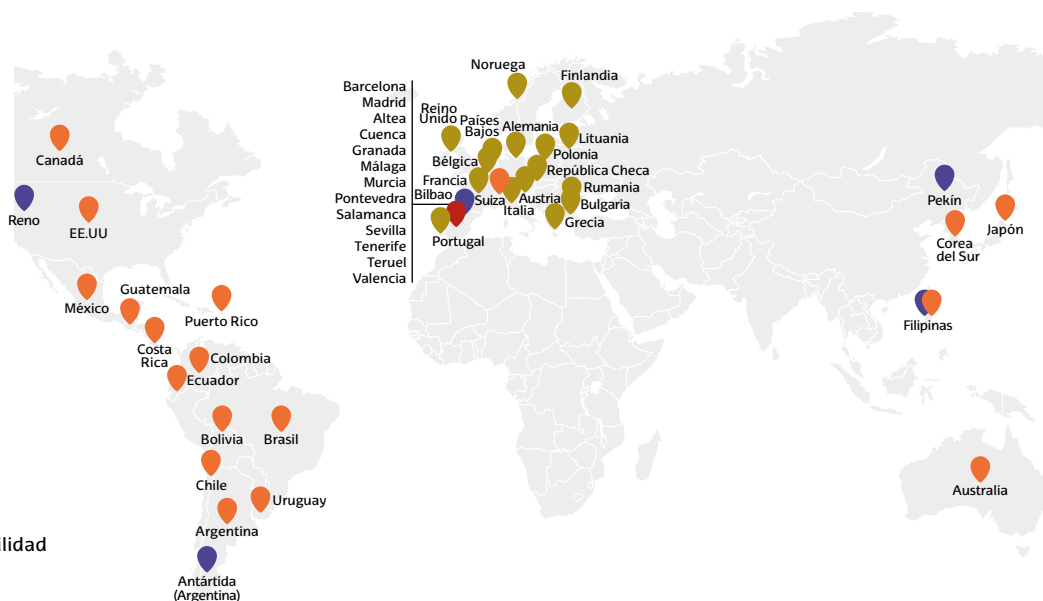 Noruega
Finlandia
Barcelona
Madrid
Altea
Cuenca
Granada
Málaga
Murcia
Pontevedra
Salamanca
Sevilla
Tenerife
Teruel
Valencia
Reino
Unido
Países
Bajos
Alemania
Lituania
Bélgica
Polonia
República Checa
Francia
Bilbao
Suiza
Austria
Italia
Rumania
Bulgaria
Grecia
Portugal
Canadá
Reno
EE.UU
México
Guatemala
Puerto Rico
Costa
Rica
Colombia
Ecuador
Bolivia
Brasil
Chile
Uruguay
Argentina
ilidad
Antártida
(Argentina)
Pekín
Japón
Corea
del Sur
Filipinas
Australia